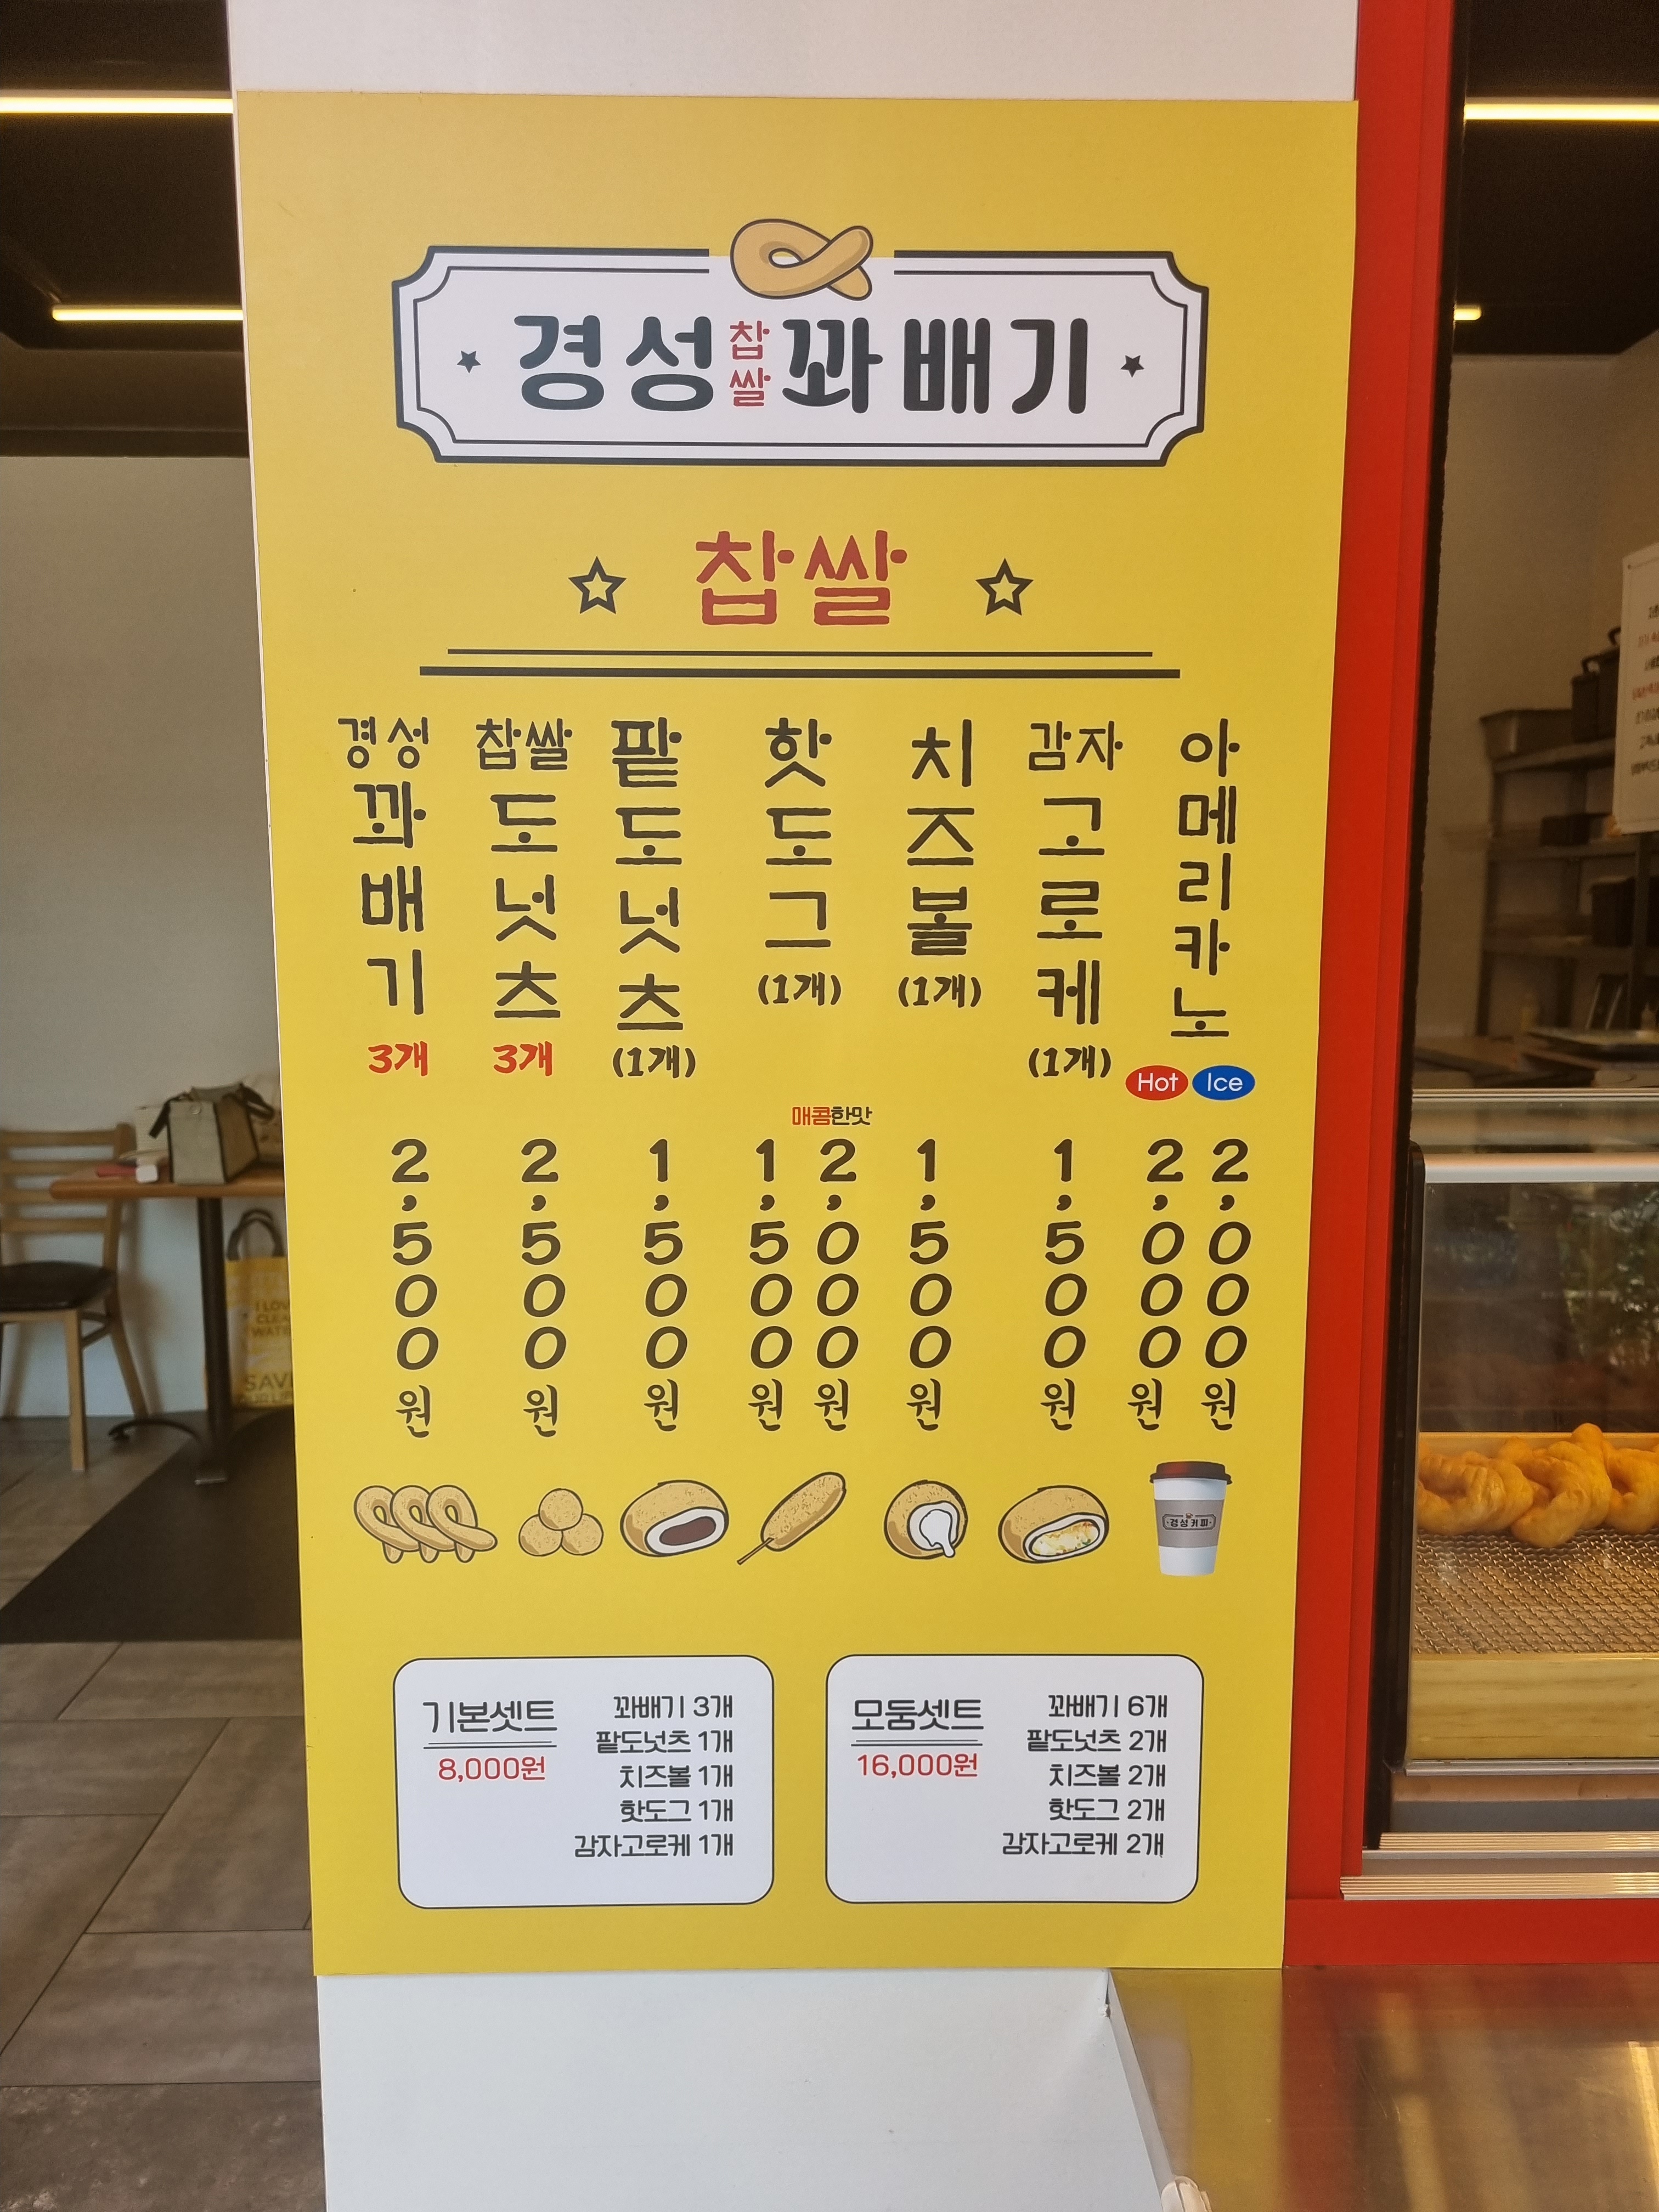 경성찹쌀꽈배기
찹쌀
경성꽈배기 3개
찹쌀도넛츠 3개
팥도넛츠 (1개)
핫도그 (1개)
치즈볼 (1개)
감자고로케 (1개)
아메리카노
Hot Ice
매콤한맛
2,500원
2,500원
1,500원
1,500원
2,000원
1,500원
1,500원
2,000원
2,000원
경성커피
기본셋트
8,000원
꽈배기 3개
팥도넛츠 1개
치즈볼 1개
핫도그 1개
감자고로케 1개
모둠셋트
16,000원
꽈배기 6개
팥도넛츠 2개
치즈볼 2개
핫도그 2개
감자고로케 2개
I LOVE
CLEAN
WATER
SAVE